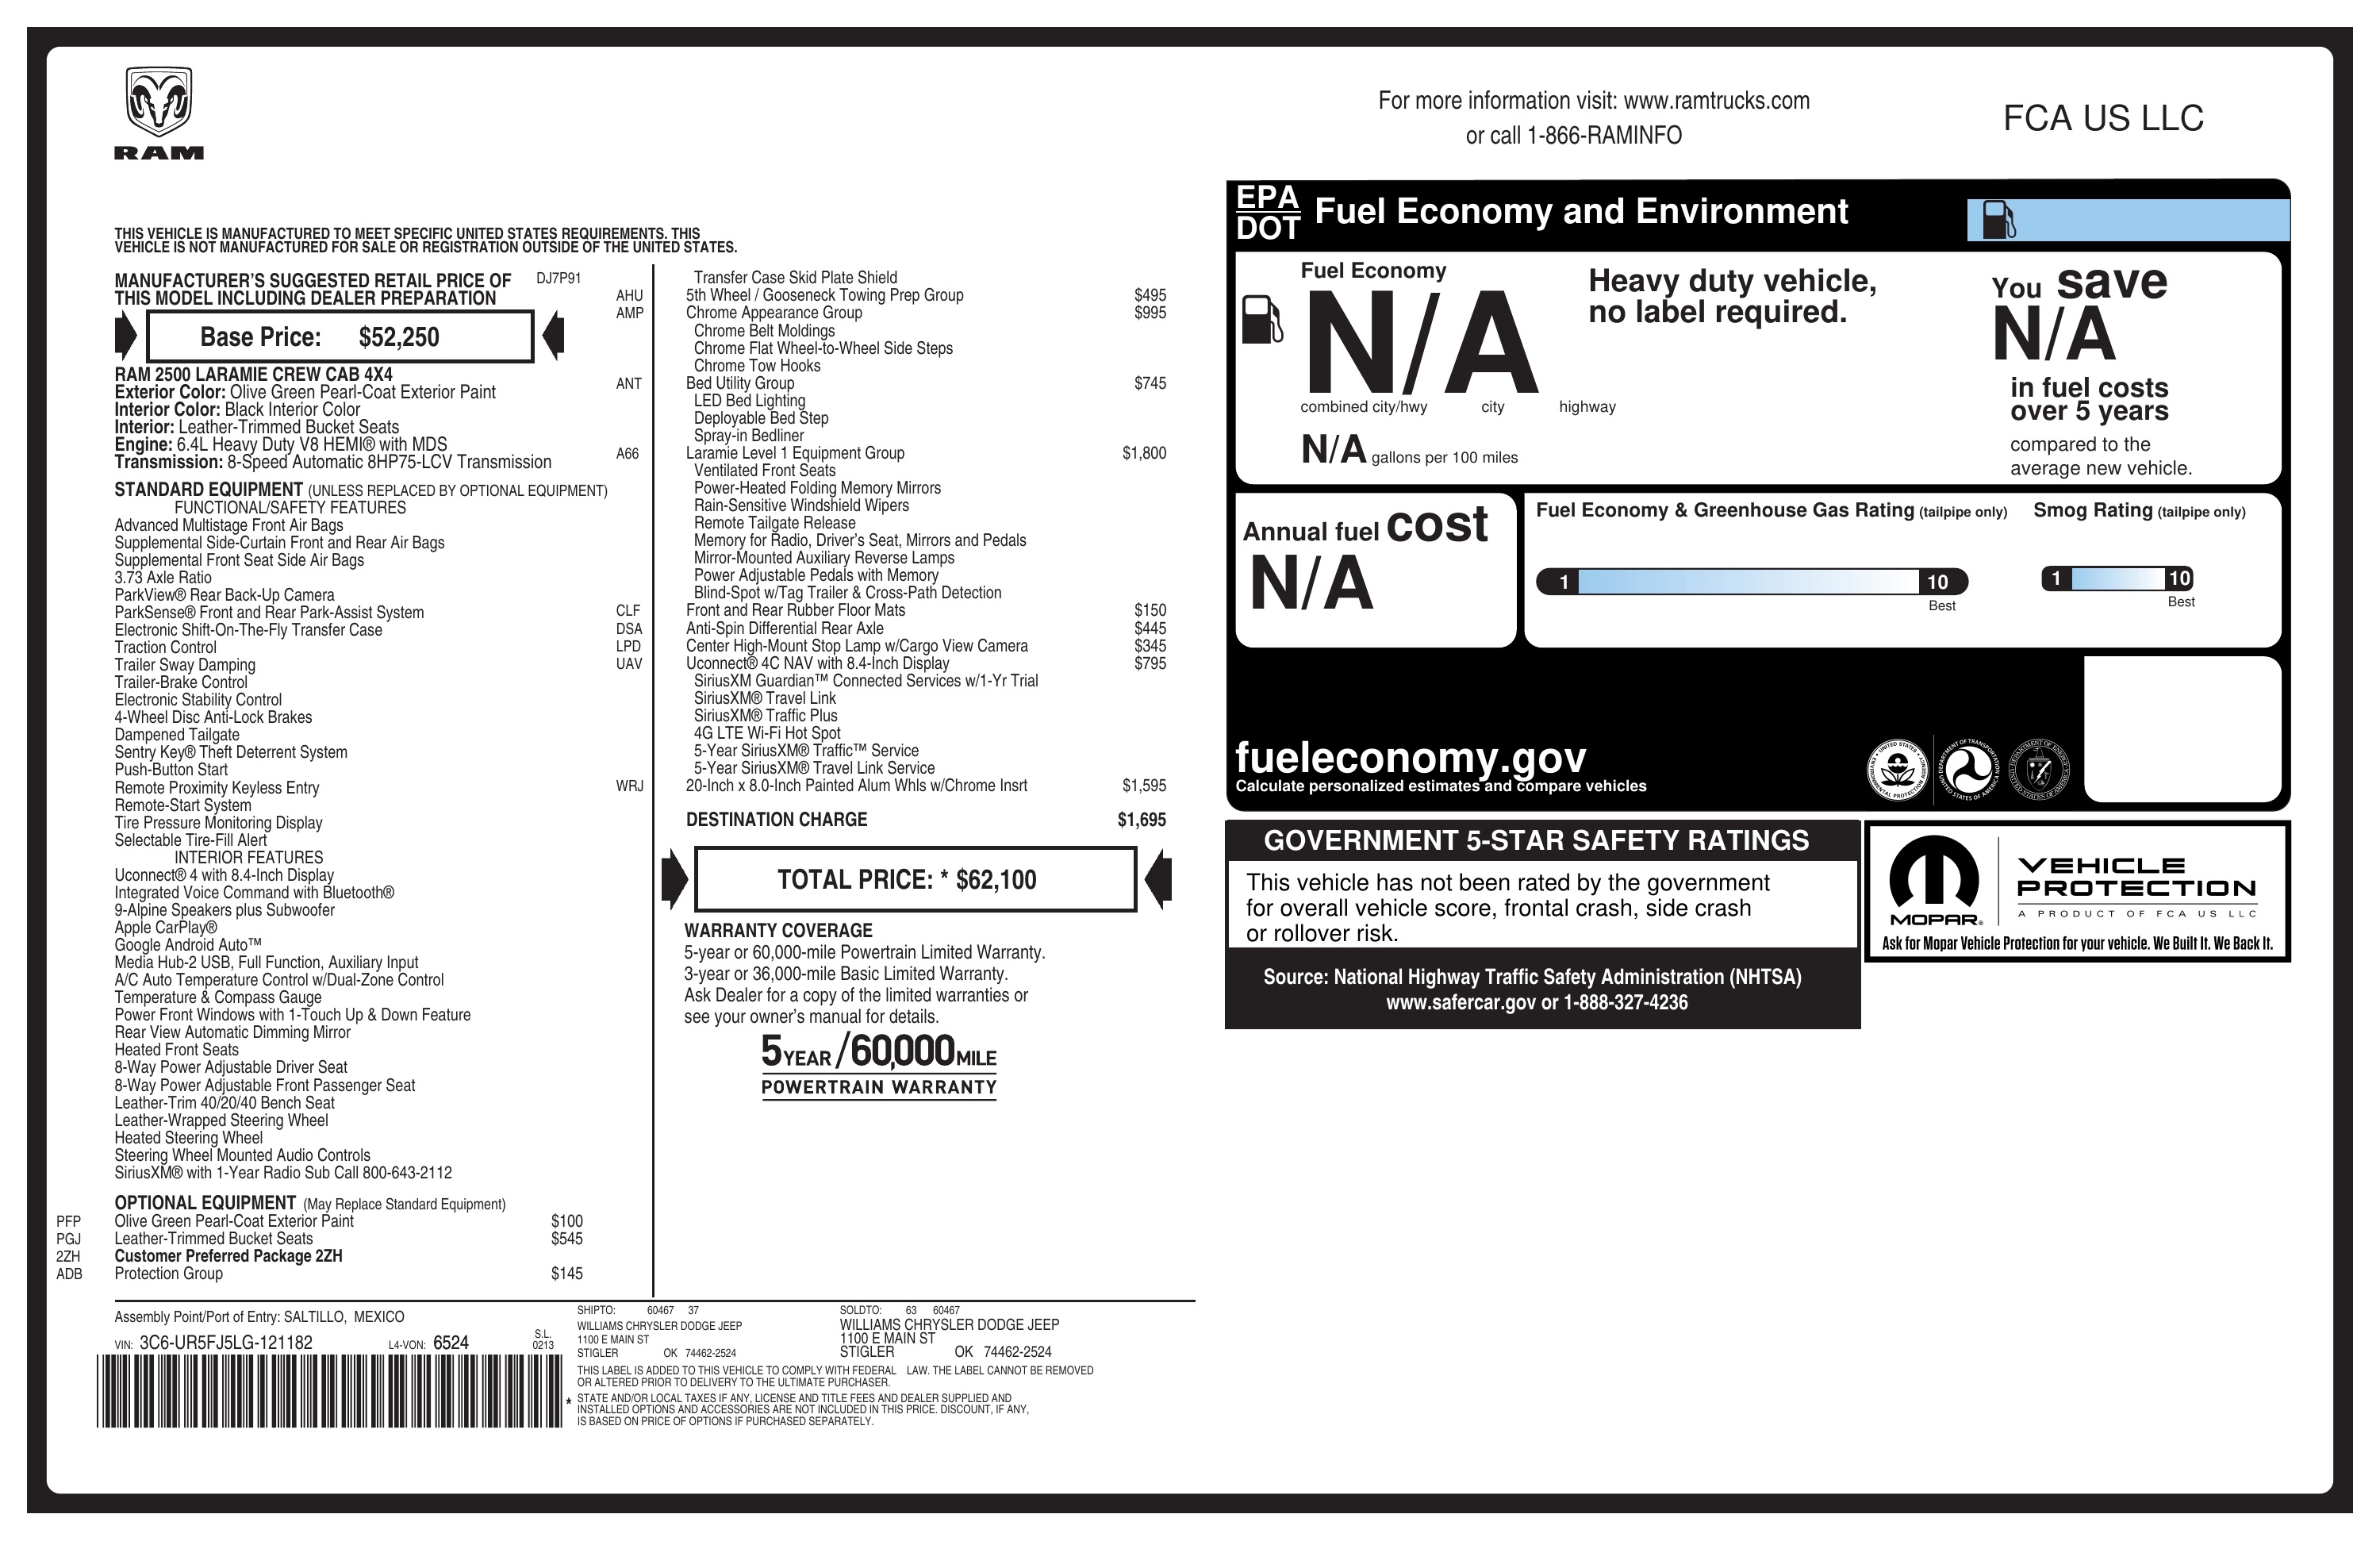 RAM
For more information visit: www.ramtrucks.com
or call 1-866-RAMINFO
FCA US LLC
THIS VEHICLE IS MANUFACTURED TO MEET SPECIFIC UNITED STATES REQUIREMENTS. THIS
VEHICLE IS NOT MANUFACTURED FOR SALE OR REGISTRATION OUTSIDE OF THE UNITED STATES.
MANUFACTURER'S SUGGESTED RETAIL PRICE OF DJ7P91
THIS MODEL INCLUDING DEALER PREPARATION
Base Price: $52,250
RAM 2500 LARAMIE CREW CAB 4X4
Exterior Color: Olive Green Pearl-Coat Exterior Paint
Interior Color: Black Interior Color
Interior: Leather-Trimmed Bucket Seats
Engine: 6.4L Heavy Duty V8 HEMI® with MDS
Transmission: 8-Speed Automatic 8HP75-LCV Transmission
STANDARD EQUIPMENT (UNLESS REPLACED BY OPTIONAL EQUIPMENT)
FUNCTIONAL/SAFETY FEATURES
Advanced Multistage Front Air Bags
Supplemental Side-Curtain Front and Rear Air Bags
Supplemental Front Seat Side Air Bags
3.73 Axle Ratio
ParkView® Rear Back-Up Camera
ParkSense® Front and Rear Park-Assist System
Electronic Shift-On-The-Fly Transfer Case
Traction Control
Trailer Sway Damping
Trailer-Brake Control
Electronic Stability Control
4-Wheel Disc Anti-Lock Brakes
Dampened Tailgate
Sentry Key® Theft Deterrent System
Push-Button Start
Remote Proximity Keyless Entry
Remote-Start System
Tire Pressure Monitoring Display
Selectable Tire-Fill Alert
INTERIOR FEATURES
Uconnect® 4 with 8.4-Inch Display
Integrated Voice Command with Bluetooth®
9-Alpine Speakers plus Subwoofer
Apple CarPlay®
Google Android Auto™
Media Hub-2 USB, Full Function, Auxiliary Input
A/C Auto Temperature Control w/Dual-Zone Control
Temperature & Compass Gauge
Power Front Windows with 1-Touch Up & Down Feature
Rear View Automatic Dimming Mirror
Heated Front Seats
8-Way Power Adjustable Driver Seat
8-Way Power Adjustable Front Passenger Seat
Leather-Trim 40/20/40 Bench Seat
Leather-Wrapped Steering Wheel
Heated Steering Wheel
Steering Wheel Mounted Audio Controls
SiriusXM® with 1-Year Radio Sub Call 800-643-2112
OPTIONAL EQUIPMENT (May Replace Standard Equipment)
PFP Olive Green Pearl-Coat Exterior Paint $100
PGJ Leather-Trimmed Bucket Seats $545
2ZH Customer Preferred Package 2ZH
ADB Protection Group $145
Transfer Case Skid Plate Shield
AHU 5th Wheel / Gooseneck Towing Prep Group $495
AMP Chrome Appearance Group $995
Chrome Belt Moldings
Chrome Flat Wheel-to-Wheel Side Steps
Chrome Tow Hooks
ANT Bed Utility Group $745
LED Bed Lighting
Deployable Bed Step
Spray-in Bedliner
A66 Laramie Level 1 Equipment Group $1,800
Ventilated Front Seats
Power-Heated Folding Memory Mirrors
Rain-Sensitive Windshield Wipers
Remote Tailgate Release
Memory for Radio, Driver's Seat, Mirrors and Pedals
Mirror-Mounted Auxiliary Reverse Lamps
Power Adjustable Pedals with Memory
Blind-Spot w/Tag Trailer & Cross-Path Detection
CLF Front and Rear Rubber Floor Mats $150
DSA Anti-Spin Differential Rear Axle $445
LPD Center High-Mount Stop Lamp w/Cargo View Camera $345
UAV Uconnect® 4C NAV with 8.4-Inch Display $795
SiriusXM Guardian™ Connected Services w/1-Yr Trial
SiriusXM® Travel Link
SiriusXM® Traffic Plus
4G LTE Wi-Fi Hot Spot
5-Year SiriusXM® Traffic™ Service
5-Year SiriusXM® Travel Link Service
WRJ 20-Inch x 8.0-Inch Painted Alum Whls w/Chrome Insrt $1,595
DESTINATION CHARGE $1,695
TOTAL PRICE: * $62,100
WARRANTY COVERAGE
5-year or 60,000-mile Powertrain Limited Warranty.
3-year or 36,000-mile Basic Limited Warranty.
Ask Dealer for a copy of the limited warranties or
see your owner's manual for details.
5 YEAR / 60,000 MILE
POWERTRAIN WARRANTY
Assembly Point/Port of Entry: SALTILLO, MEXICO
VIN: 3C6-UR5FJ5LG-121182 L4-VON: 6524 S.L.
0213
SHIPTO: 60467 37
WILLIAMS CHRYSLER DODGE JEEP
1100 E MAIN ST
STIGLER OK 74462-2524
SOLDTO: 63 60467
WILLIAMS CHRYSLER DODGE JEEP
1100 E MAIN ST
STIGLER OK 74462-2524
THIS LABEL IS ADDED TO THIS VEHICLE TO COMPLY WITH FEDERAL LAW. THE LABEL CANNOT BE REMOVED
OR ALTERED PRIOR TO DELIVERY TO THE ULTIMATE PURCHASER.
* STATE AND/OR LOCAL TAXES IF ANY, LICENSE AND TITLE FEES AND DEALER SUPPLIED AND
INSTALLED OPTIONS AND ACCESSORIES ARE NOT INCLUDED IN THIS PRICE. DISCOUNT, IF ANY,
IS BASED ON PRICE OF OPTIONS IF PURCHASED SEPARATELY.
EPA
DOT
Fuel Economy and Environment
Fuel Economy
N/A
combined city/hwy city highway
N/A gallons per 100 miles
Heavy duty vehicle,
no label required.
You save
N/A
in fuel costs
over 5 years
compared to the
average new vehicle.
Annual fuel cost
N/A
Fuel Economy & Greenhouse Gas Rating (tailpipe only)
1 10
Best
Smog Rating (tailpipe only)
1 10
Best
fueleconomy.gov
Calculate personalized estimates and compare vehicles
GOVERNMENT 5-STAR SAFETY RATINGS
This vehicle has not been rated by the government
for overall vehicle score, frontal crash, side crash
or rollover risk.
Source: National Highway Traffic Safety Administration (NHTSA)
www.safercar.gov or 1-888-327-4236
MOPAR®
VEHICLE
PROTECTION
A PRODUCT OF FCA US LLC
Ask for Mopar Vehicle Protection for your vehicle. We Built It. We Back It.